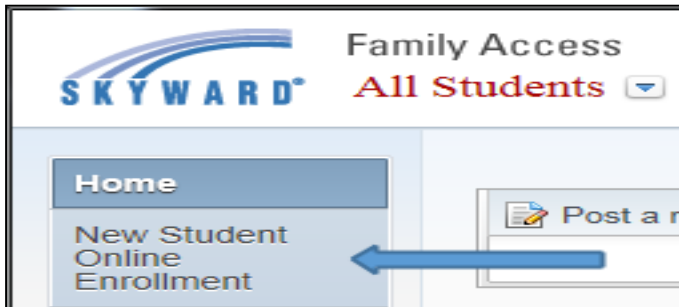 Family Access
SKYWARD®
All Students
Home
Post a
New Student
Online
Enrollment